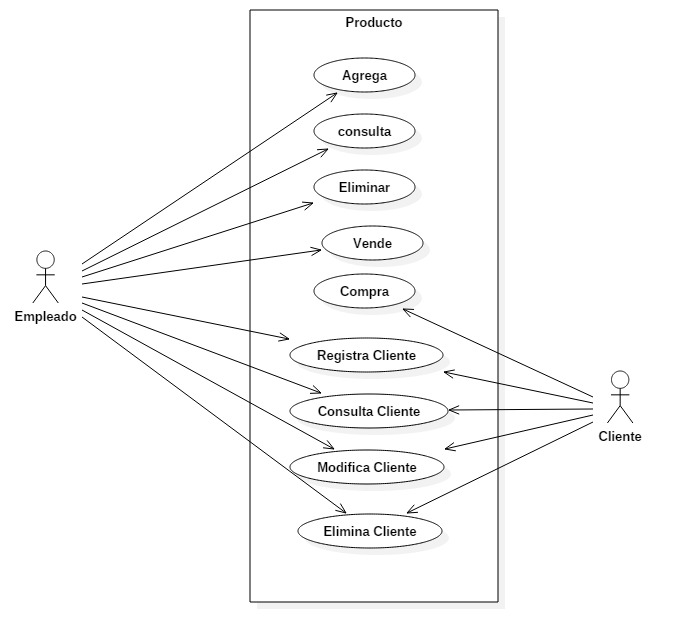 Producto
Agrega
consulta
Eliminar
Vende
Compra
Empleado
Registra Cliente
Consulta Cliente
Cliente
Modifica Cliente
Elimina Cliente